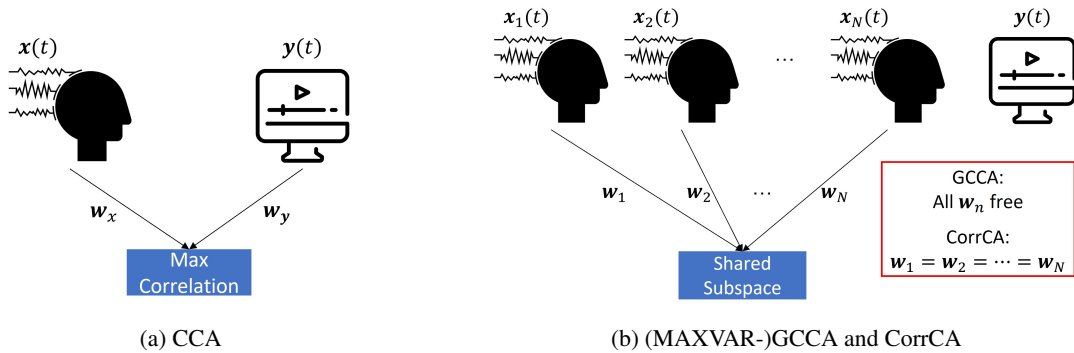 x(t)
y(t)
w_x
w_y
Max
Correlation
(a) CCA
x_1(t)
x_2(t)
...
x_N(t)
y(t)
w_1
w_2
...
w_N
Shared
Subspace
GCCA:
All w_n free
CorrCA:
w_1 = w_2 = ⋯ = w_N
(b) (MAXVAR-)GCCA and CorrCA